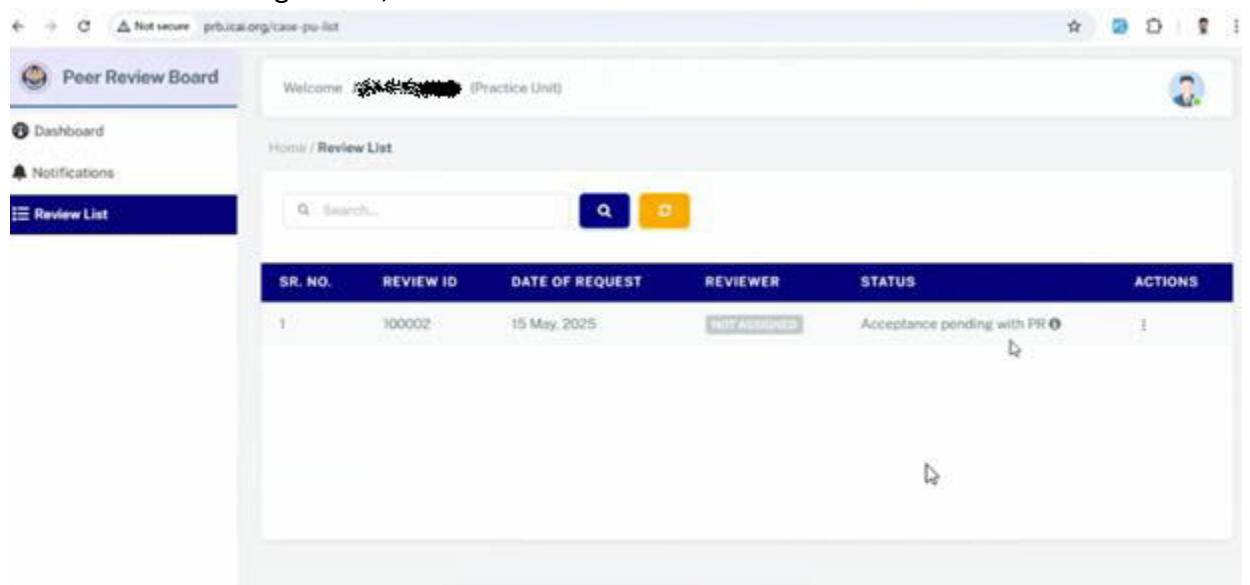 Not secure prb.icai.org/case-pu-list
Peer Review Board
Welcome (Practice Unit)
Dashboard
Home / Review List
Notifications
Review List
Search...
SR. NO. REVIEW ID DATE OF REQUEST REVIEWER STATUS ACTIONS
1 100002 15 May, 2025 NOT ASSIGNED Acceptance pending with PR